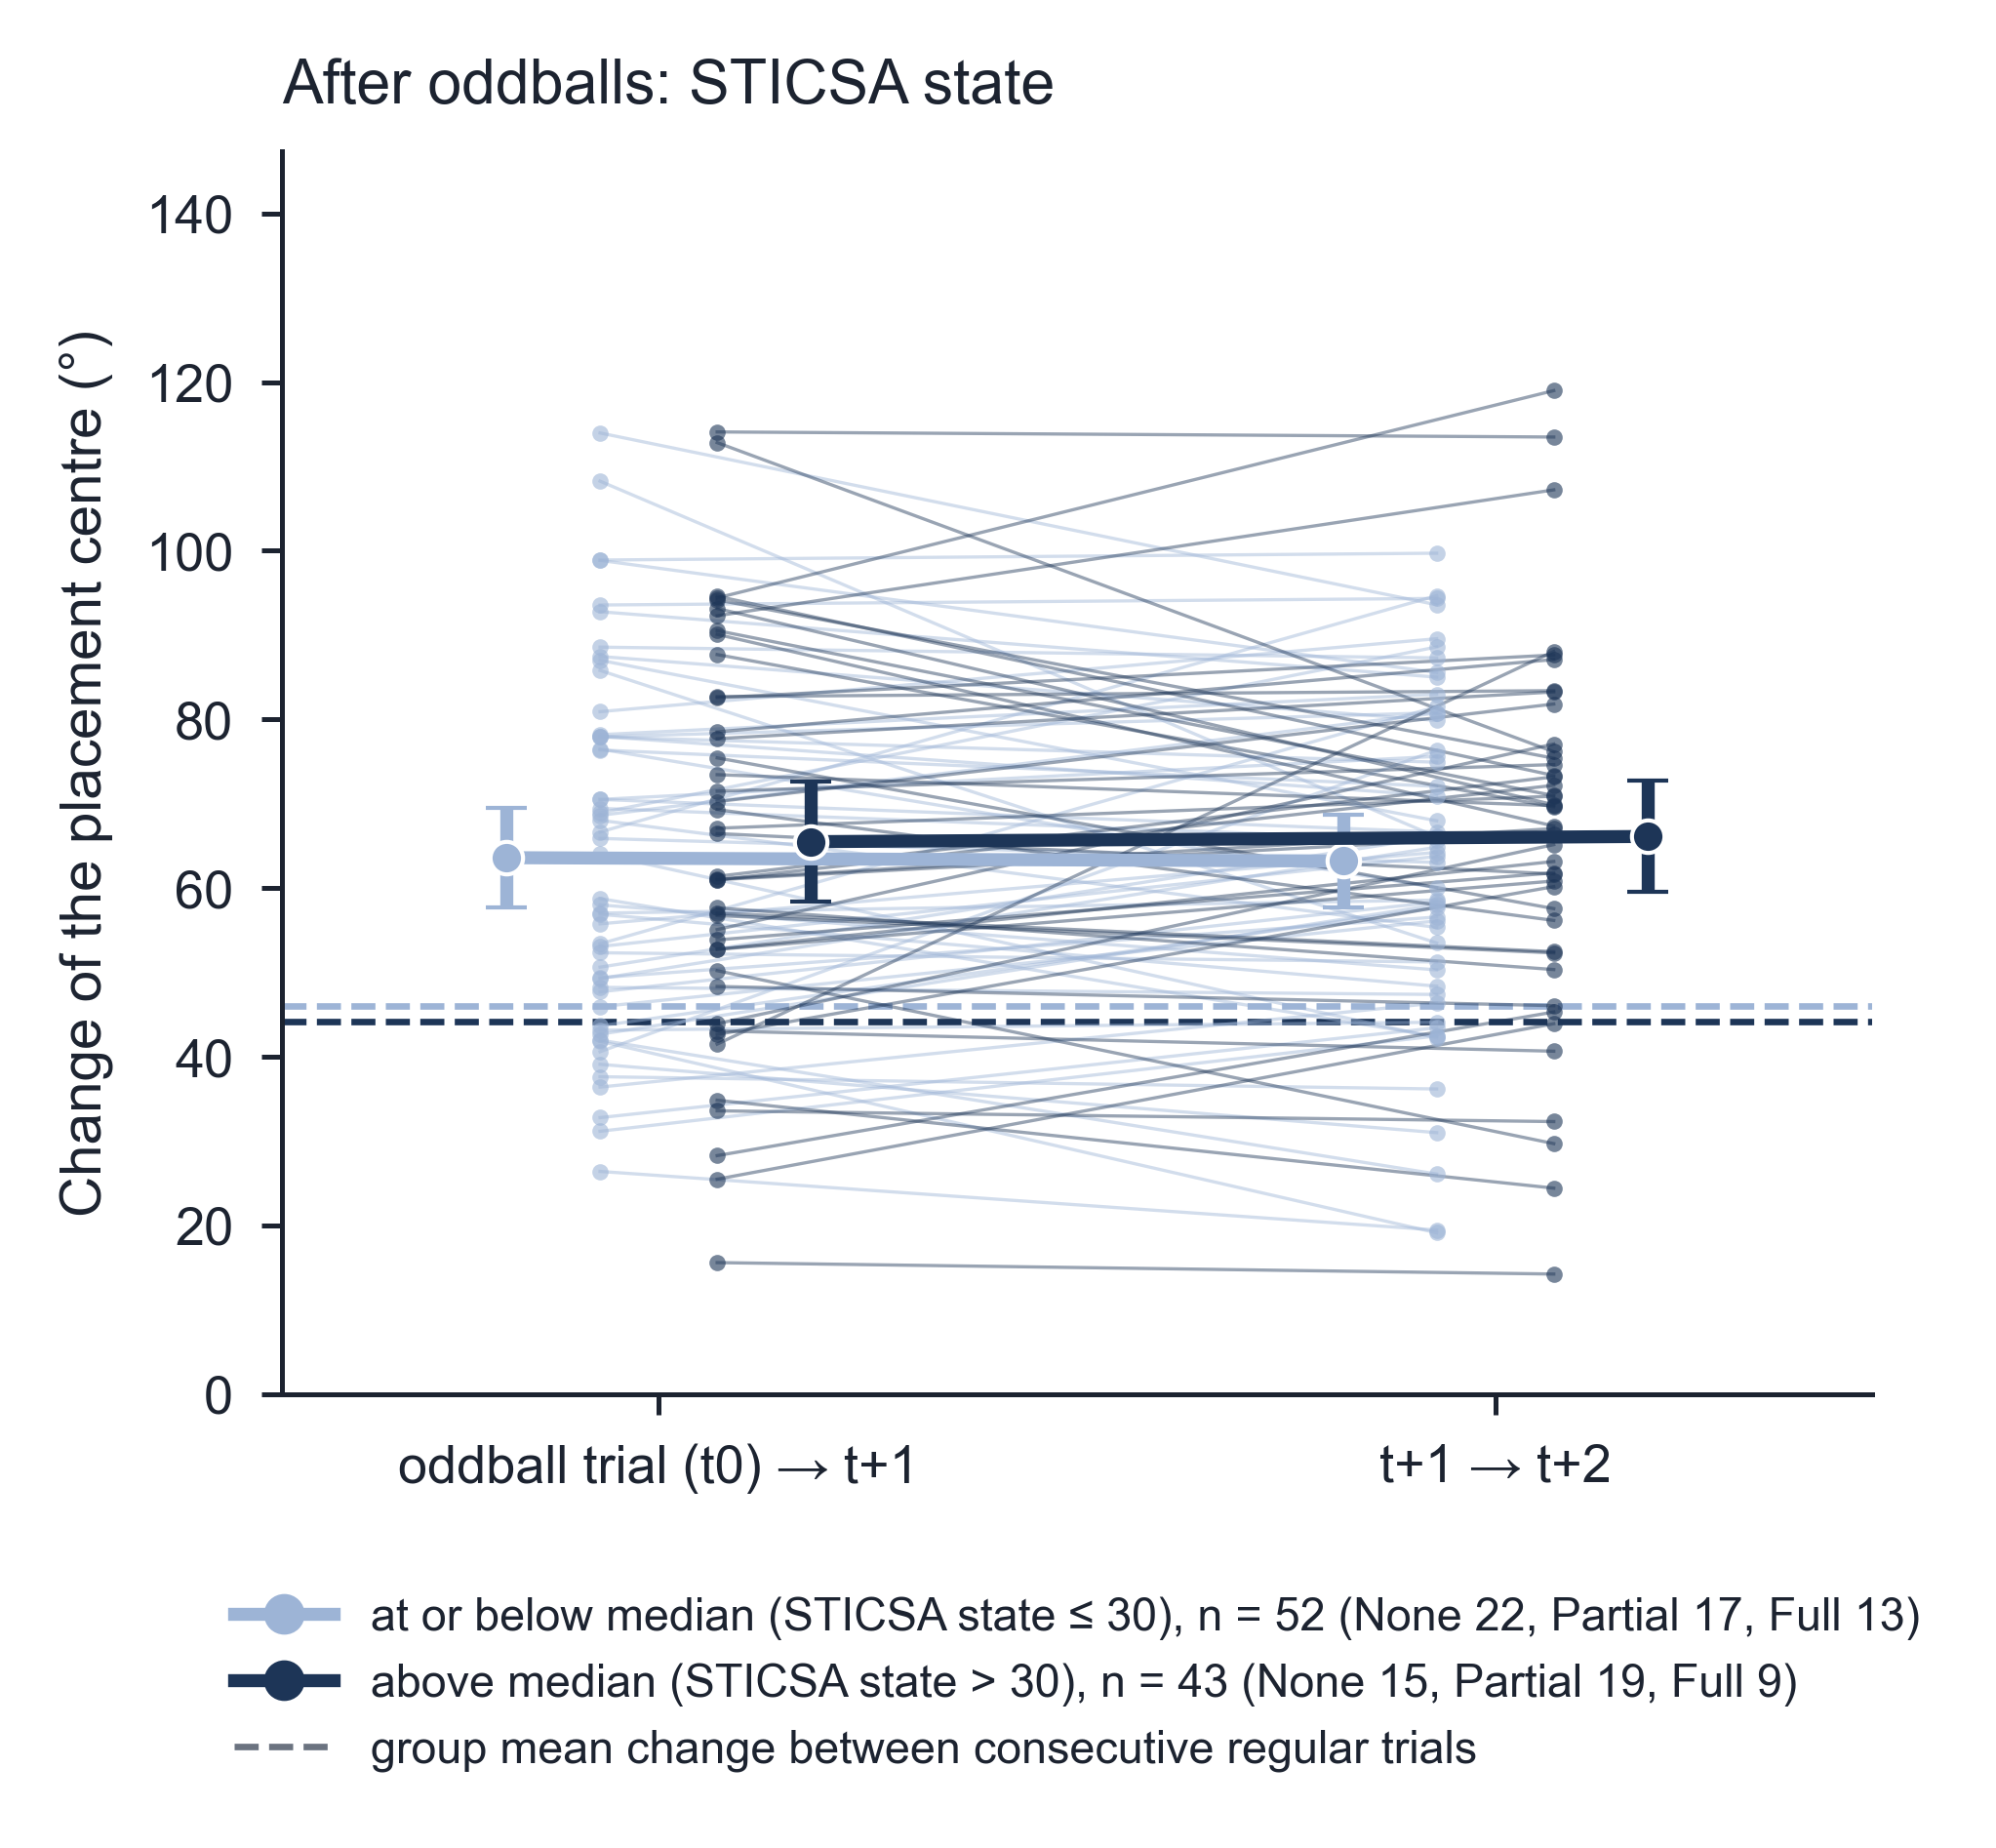 After oddballs: STICSA state
Change of the placement centre (°)
140
120
100
80
60
40
20
0
oddball trial (t0) → t+1
t+1 → t+2
at or below median (STICSA state ≤ 30), n = 52 (None 22, Partial 17, Full 13)
above median (STICSA state > 30), n = 43 (None 15, Partial 19, Full 9)
group mean change between consecutive regular trials